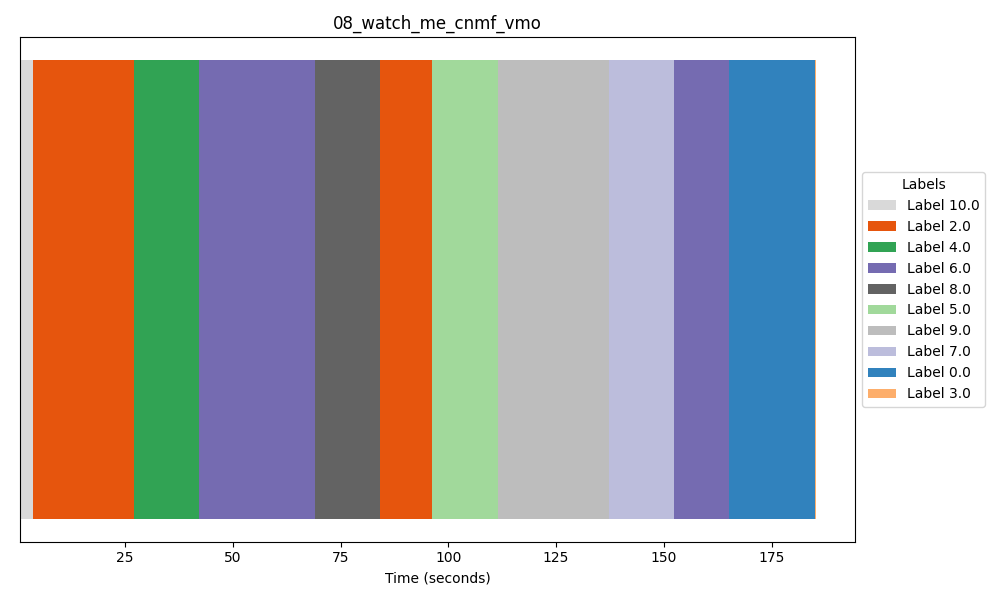 08_watch_me_cnmf_vmo
Labels
Label 10.0
Label 2.0
Label 4.0
Label 6.0
Label 8.0
Label 5.0
Label 9.0
Label 7.0
Label 0.0
Label 3.0
25 50 75 100 125 150 175
Time (seconds)